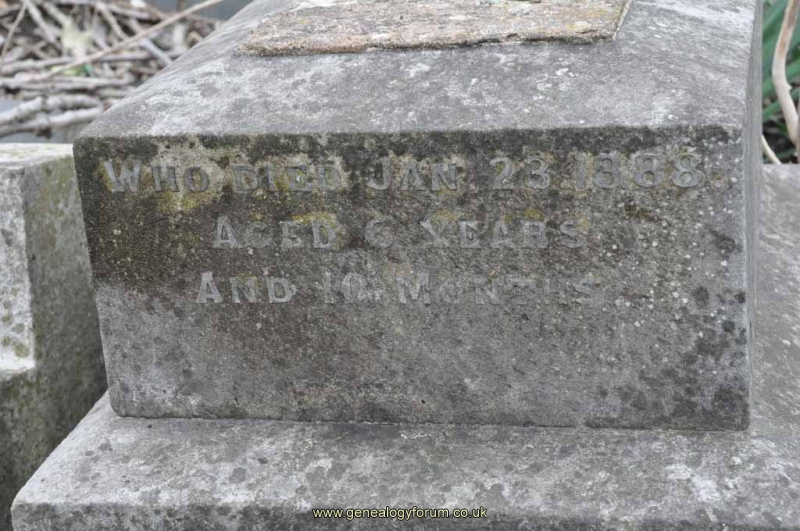 WHO DIED JAN. 23. 1888
AGED 6 YEARS
AND 10 MONTHS
www.genealogyforum.co.uk